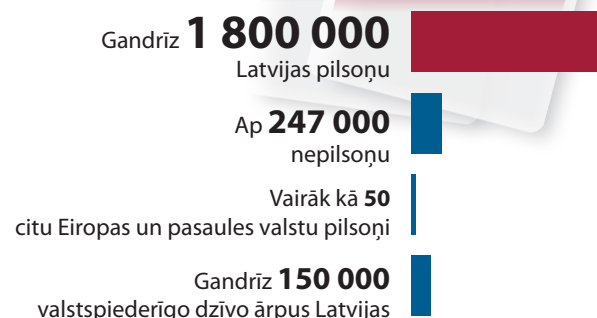 Gandrīz 1 800 000
Latvijas pilsoņu
Ap 247 000
nepilsoņu
Vairāk kā 50
citu Eiropas un pasaules valstu pilsoņi
Gandrīz 150 000
valstspiederīgo dzīvo ārpus Latvijas